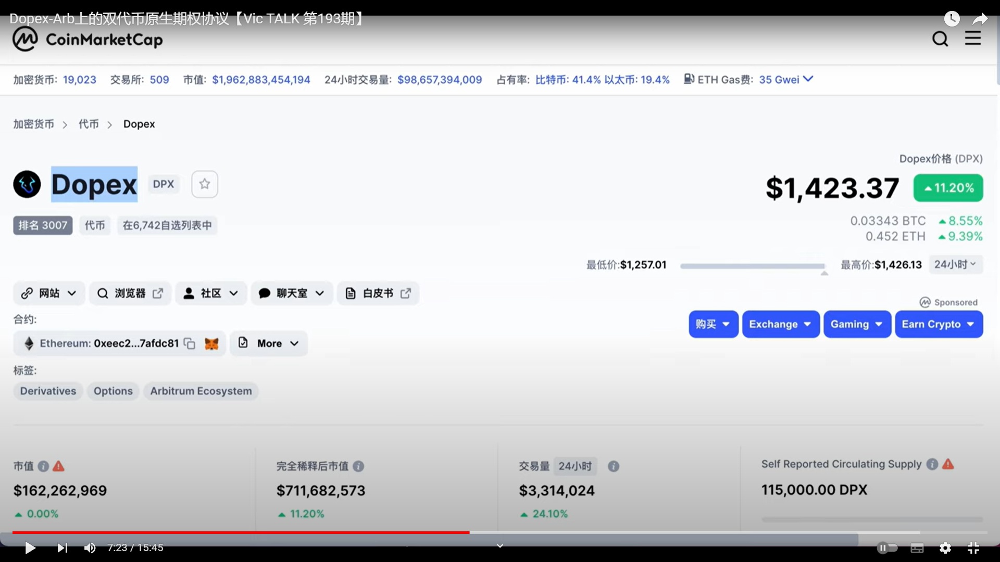 Dopex-Arb上的双代币原生期权协议【Vic TALK 第193期】
CoinMarketCap
加密货币: 19,023 交易所: 509 市值: $1,962,883,454,194 24小时交易量: $98,657,394,009 占有率: 比特币: 41.4% 以太币: 19.4% ETH Gas费: 35 Gwei
加密货币 > 代币 > Dopex
Dopex价格 (DPX)
Dopex DPX
$1,423.37 11.20%
排名 3007 代币 在6,742自选列表中
0.03343 BTC 8.55%
0.452 ETH 9.39%
最低价:$1,257.01 最高价:$1,426.13 24小时
网站 浏览器 社区 聊天室 白皮书
Sponsored
合约:
购买 Exchange Gaming Earn Crypto
Ethereum: 0xeec2...7afdc81 More
标签:
Derivatives Options Arbitrum Ecosystem
市值 完全稀释后市值 交易量 24小时 Self Reported Circulating Supply
$162,262,969 $711,682,573 $3,314,024 115,000.00 DPX
0.00% 11.20% 24.10%
7:23 / 15:45